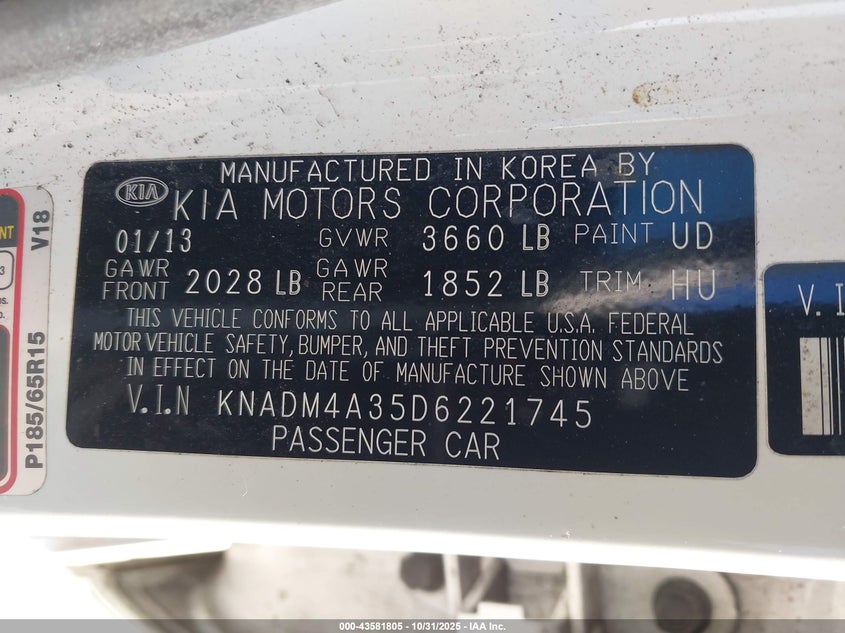 MANUFACTURED IN KOREA BY
KIA
KIA MOTORS CORPORATION
01/13 GVWR 3660 LB PAINT UD
GAWR FRONT 2028 LB GAWR REAR 1852 LB TRIM HU
THIS VEHICLE CONFORMS TO ALL APPLICABLE U.S.A. FEDERAL
MOTOR VEHICLE SAFETY, BUMPER, AND THEFT PREVENTION STANDARDS
IN EFFECT ON THE DATE OF MANUFACTURE SHOWN ABOVE
V.I.N KNADM4A35D6221745
PASSENGER CAR
P185/65R15 V18
3
V.I
000-43581805 - 10/31/2025 - IAA Inc.